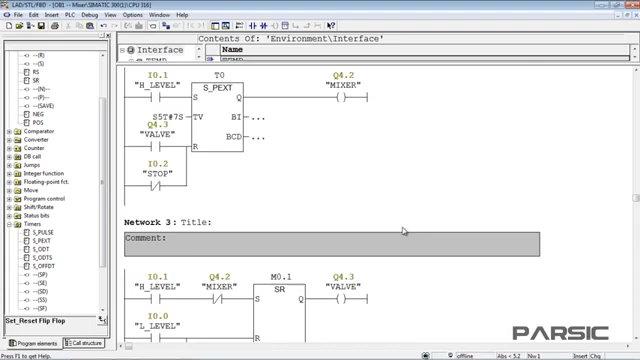 LAD/STL/FBD - [OB1 -- Mixer\SIMATIC 300(1)\CPU 316]
File Edit Insert PLC Debug View Options Window Help
Contents Of: 'Environment\Interface'
Interface
Name
TEMP
TEMP
--(R)
--(S)
RS
SR
--(N)--
--(P)--
--(SAVE)
NEG
POS
Comparator
Converter
Counter
DB call
Jumps
Integer function
Floating-point fct.
Move
Program control
Shift/Rotate
Status bits
Timers
S_PULSE
S_PEXT
S_ODT
S_ODTS
S_OFFDT
--(SP)
--(SE)
--(SD)
--(SS)
--(SF)
Set_Reset Flip Flop
Program elements
Call structure
I0.1
"H_LEVEL"
T0
S_PEXT
Q4.2
"MIXER"
S
Q
S5T#7S
TV
BI
...
Q4.3
"VALVE"
R
BCD
...
I0.2
"STOP"
Network 3: Title:
Comment:
I0.1
"H_LEVEL"
Q4.2
"MIXER"
M0.1
SR
Q4.3
"VALVE"
S
Q
I0.0
"L_LEVEL"
R
PARSIC
Press F1 to get Help.
offline
Abs < 5.2
Nw 1
Insert
Chg